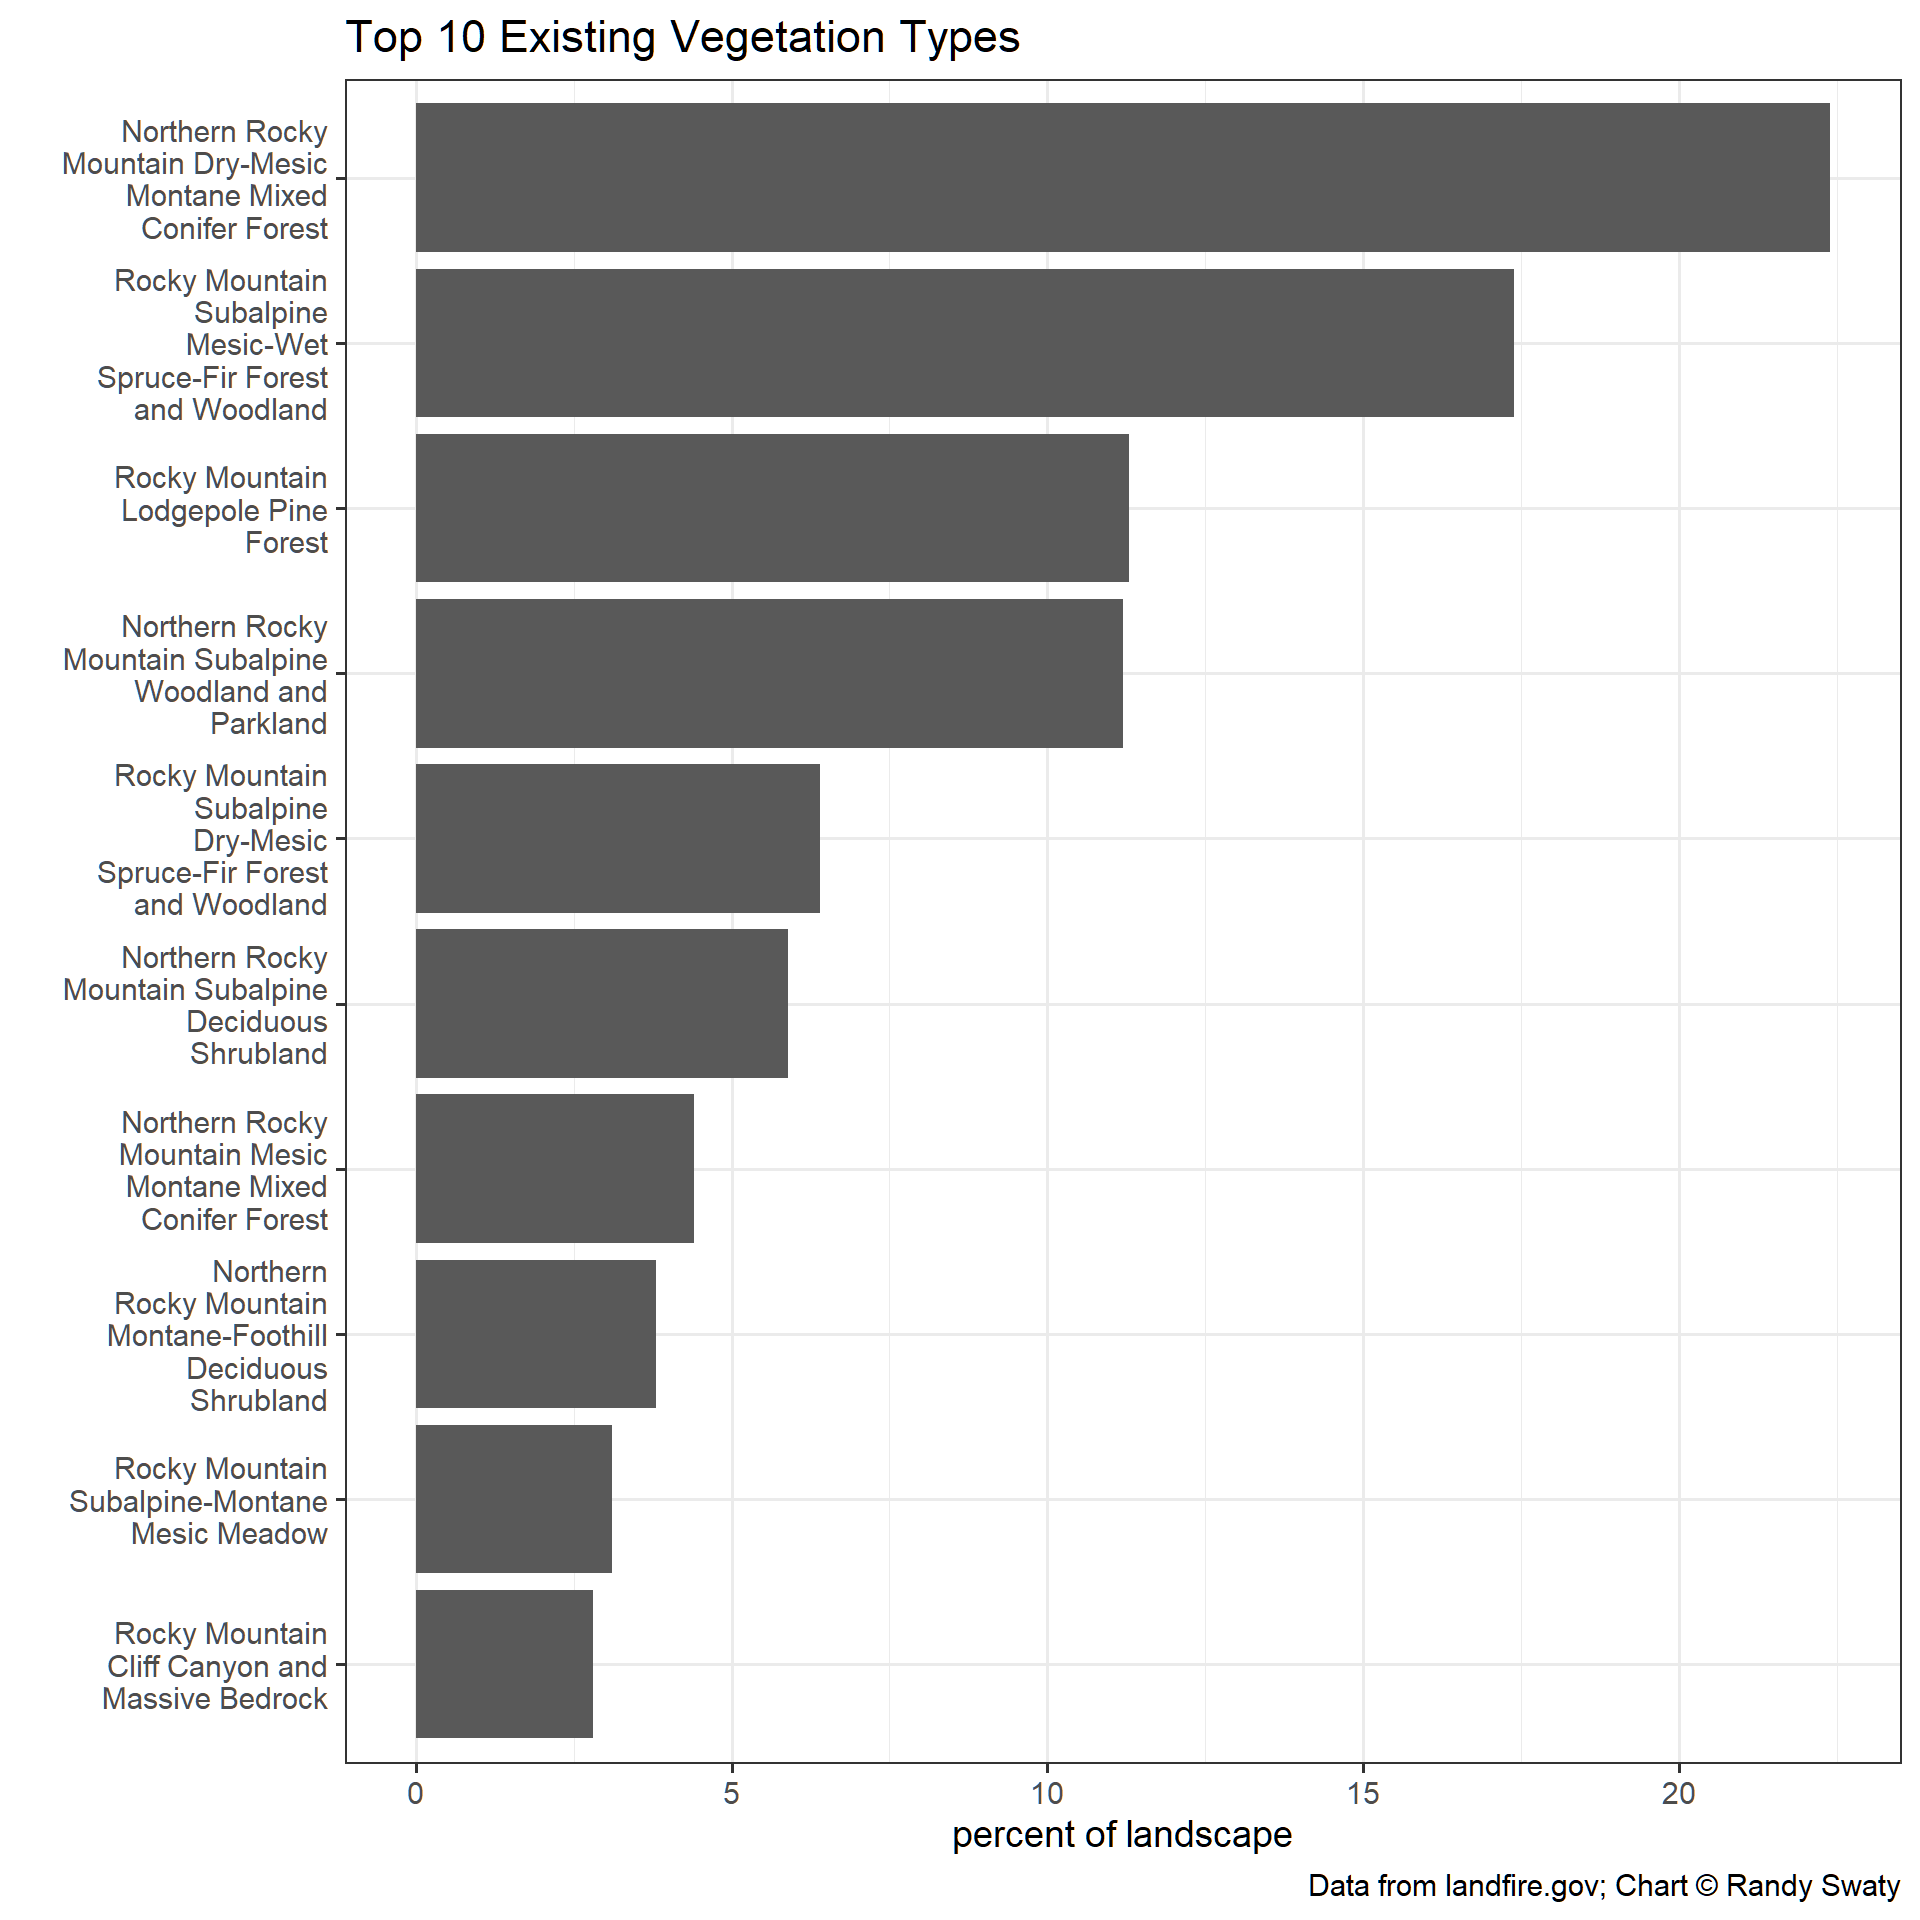 Top 10 Existing Vegetation Types
Northern Rocky
Mountain Dry-Mesic
Montane Mixed
Conifer Forest
Rocky Mountain
Subalpine
Mesic-Wet
Spruce-Fir Forest
and Woodland
Rocky Mountain
Lodgepole Pine
Forest
Northern Rocky
Mountain Subalpine
Woodland and
Parkland
Rocky Mountain
Subalpine
Dry-Mesic
Spruce-Fir Forest
and Woodland
Northern Rocky
Mountain Subalpine
Deciduous
Shrubland
Northern Rocky
Mountain Mesic
Montane Mixed
Conifer Forest
Northern
Rocky Mountain
Montane-Foothill
Deciduous
Shrubland
Rocky Mountain
Subalpine-Montane
Mesic Meadow
Rocky Mountain
Cliff Canyon and
Massive Bedrock
0 5 10 15 20
percent of landscape
Data from landfire.gov; Chart © Randy Swaty